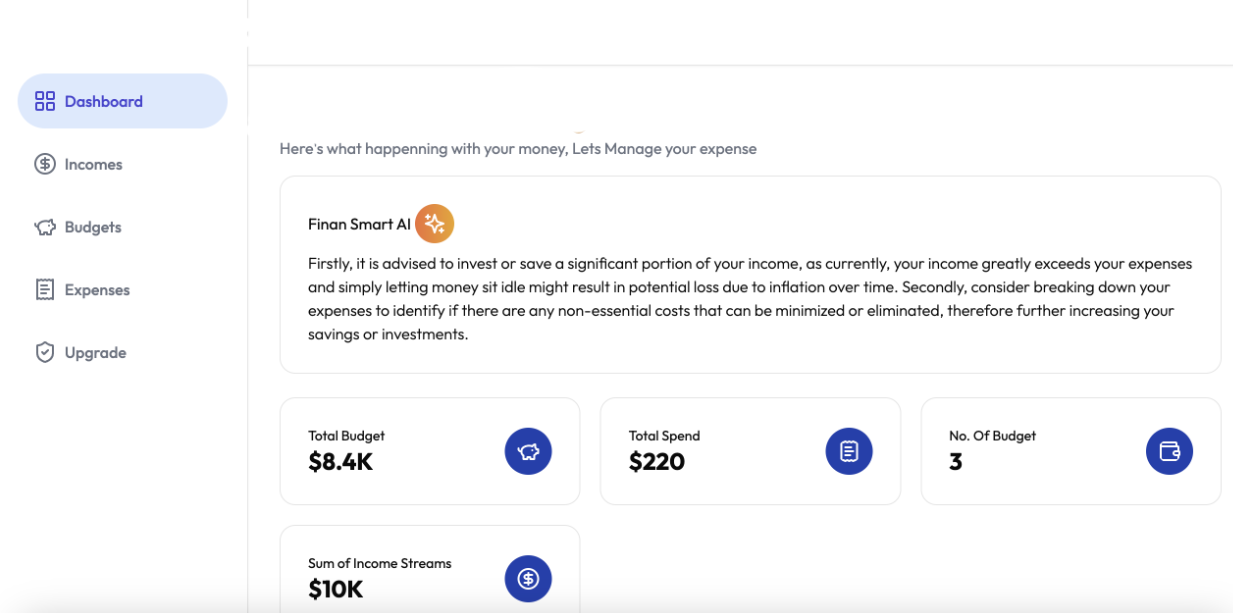 Dashboard
Incomes
Budgets
Expenses
Upgrade
Here's what happenning with your money, Lets Manage your expense
Finan Smart AI
Firstly, it is advised to invest or save a significant portion of your income, as currently, your income greatly exceeds your expenses
and simply letting money sit idle might result in potential loss due to inflation over time. Secondly, consider breaking down your
expenses to identify if there are any non-essential costs that can be minimized or eliminated, therefore further increasing your
savings or investments.
Total Budget
$8.4K
Total Spend
$220
No. Of Budget
3
Sum of Income Streams
$10K